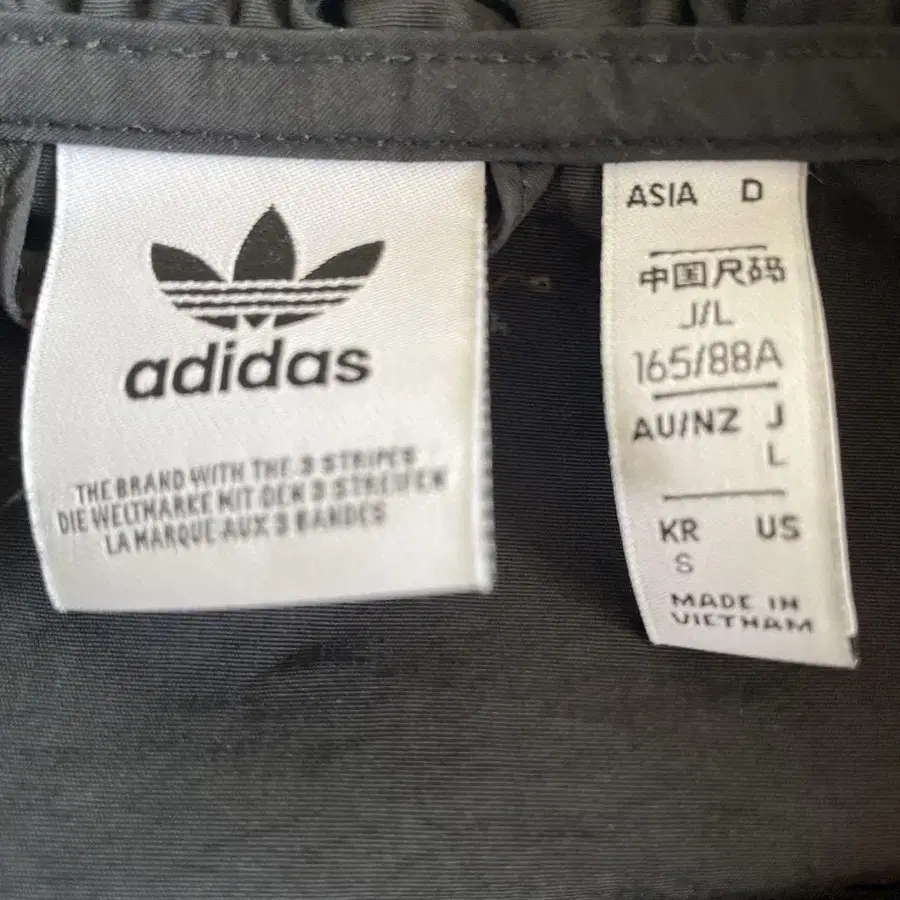 adidas
THE BRAND WITH THE 3 STRIPES
DIE WELTMARKE MIT DEN 3 STREIFEN
LA MARQUE AUX 3 BANDES
ASIA D
中国尺码
J/L
165/88A
AU/NZ J
L
KR US
S
MADE IN
VIETNAM